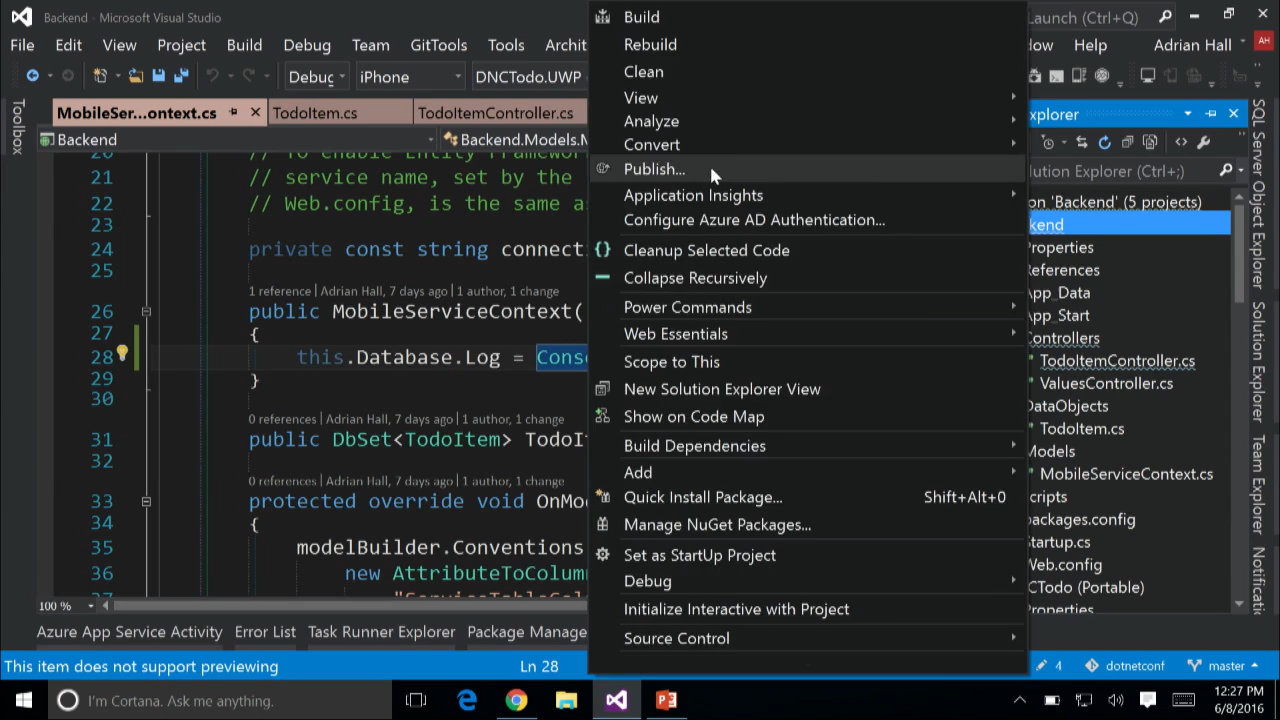 Backend - Microsoft Visual Studio
Launch (Ctrl+Q)
File Edit View Project Build Debug Team GitTools Tools Archit
Help Adrian Hall AH
iPhone DNCTodo.UWP
MobileSer...ontext.cs TodoItem.cs TodoItemController.cs
Backend Backend.Models.M
Toolbox
21 // service name, set by the
22 // Web.config, is the same as
23
24 private const string connecti
25
1 reference | Adrian Hall, 7 days ago | 1 author, 1 change
26 public MobileServiceContext(
27 {
28 this.Database.Log = Conso
29 }
30
0 references | Adrian Hall, 7 days ago | 1 author, 1 change
31 public DbSet<TodoItem> TodoIt
32
0 references | Adrian Hall, 7 days ago | 1 author, 1 change
33 protected override void OnMod
34 {
35 modelBuilder.Conventions
36 new AttributeToColumn
100 %
Build
Rebuild
Clean
View
Analyze
Convert
Publish...
Application Insights
Configure Azure AD Authentication...
Cleanup Selected Code
Collapse Recursively
Power Commands
Web Essentials
Scope to This
New Solution Explorer View
Show on Code Map
Build Dependencies
Add
Quick Install Package... Shift+Alt+0
Manage NuGet Packages...
Set as StartUp Project
Debug
Initialize Interactive with Project
Source Control
xplorer
lution Explorer (Ctrl+;)
on 'Backend' (5 projects)
kend
Properties
References
App_Data
App_Start
Controllers
TodoItemController.cs
ValuesController.cs
DataObjects
TodoItem.cs
Models
MobileServiceContext.cs
cripts
packages.config
Startup.cs
Web.config
CTodo (Portable)
Properties
SQL Server Object Explorer
Solution Explorer
Team Explorer
Notificatio
Azure App Service Activity Error List Task Runner Explorer Package Manage
This item does not support previewing Ln 28 4 dotnetconf master
I'm Cortana. Ask me anything. 12:27 PM
6/8/2016